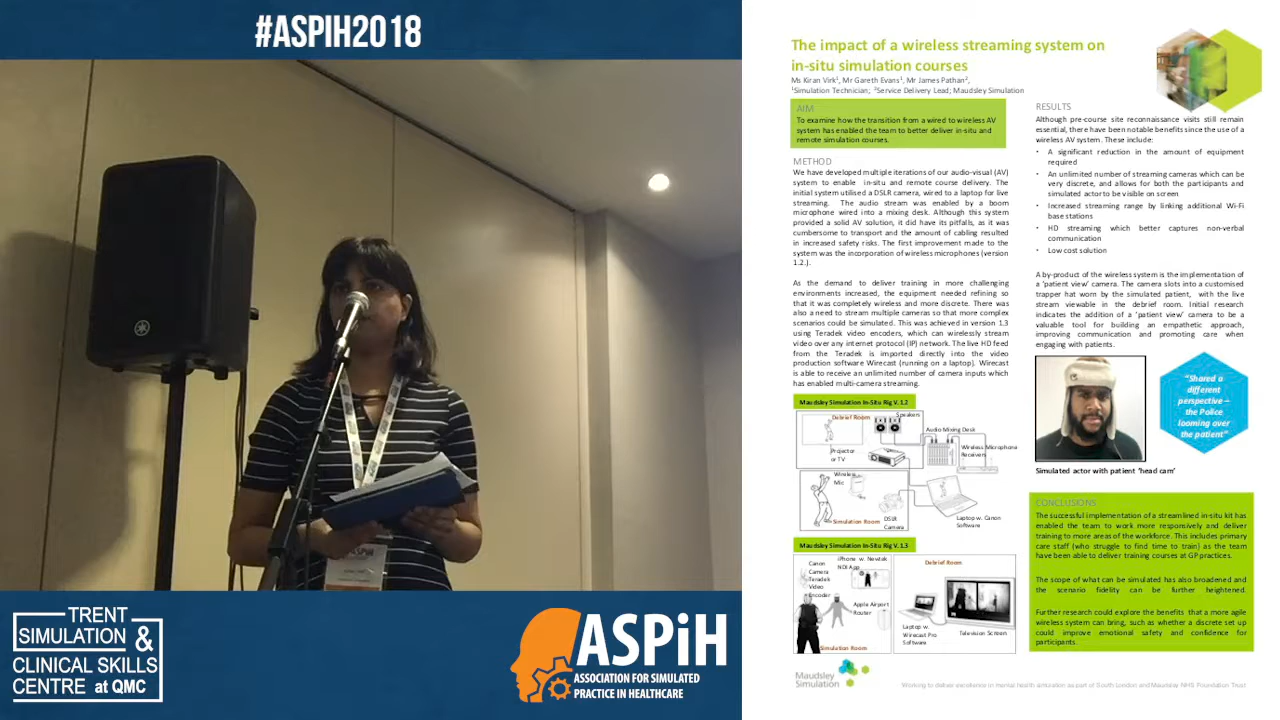 #ASPIH2018
ASPiH
TRENT
SIMULATION &
CLINICAL SKILLS
CENTRE at QMC
ASPiH
ASSOCIATION FOR SIMULATED
PRACTICE IN HEALTHCARE
The impact of a wireless streaming system on
in-situ simulation courses
Ms Kiran Virk¹, Mr Gareth Evans¹, Mr James Pathan²,
¹Simulation Technician; ²Service Delivery Lead; Maudsley Simulation
AIM
To examine how the transition from a wired to wireless AV
system has enabled the team to better deliver in-situ and
remote simulation courses.
METHOD
We have developed multiple iterations of our audio-visual (AV)
system to enable in-situ and remote course delivery. The
initial system utilised a DSLR camera, wired to a laptop for live
streaming. The audio stream was enabled by a boom
microphone wired into a mixing desk. Although this system
provided a solid AV solution, it did have its pitfalls, as it was
cumbersome to transport and the amount of cabling resulted
in increased safety risks. The first improvement made to the
system was the incorporation of wireless microphones (version
1.2.).
As the demand to deliver training in more challenging
environments increased, the equipment needed refining so
that it was completely wireless and more discrete. There was
also a need to stream multiple cameras so that more complex
scenarios could be simulated. This was achieved in version 1.3
using Teradek video encoders, which can wirelessly stream
video over any internet protocol (IP) network. The live HD feed
from the Teradek is imported directly into the video
production software Wirecast (running on a laptop). Wirecast
is able to receive an unlimited number of camera inputs which
has enabled multi-camera streaming.
Maudsley Simulation In-Situ Rig V. 1.2
Debrief Room
Speakers
Projector
or TV
Audio Mixing Desk
Wireless Microphone
Receivers
Wireless
Mic
Simulation Room
DSLR
Camera
Laptop w. Canon
Software
Maudsley Simulation In-Situ Rig V. 1.3
Canon
Camera
Teradek
Video
Encoder
iPhone w. Newtek
NDI App
Apple Airport
Router
Simulation Room
Debrief Room
Laptop w.
Wirecast Pro
Software
Television Screen
RESULTS
Although pre-course site reconnaissance visits still remain
essential, there have been notable benefits since the use of a
wireless AV system. These include:
• A significant reduction in the amount of equipment
required
• An unlimited number of streaming cameras which can be
very discrete, and allows for both the participants and
simulated actor to be visible on screen
• Increased streaming range by linking additional Wi-Fi
base stations
• HD streaming which better captures non-verbal
communication
• Low cost solution
A by-product of the wireless system is the implementation of
a ‘patient view’ camera. The camera slots into a customised
trapper hat worn by the simulated patient, with the live
stream viewable in the debrief room. Initial research
indicates the addition of a ‘patient view’ camera to be a
valuable tool for building an empathetic approach,
improving communication and promoting care when
engaging with patients.
“Shared a
different
perspective –
the Police
looming over
the patient”
Simulated actor with patient ‘head cam’
CONCLUSIONS
The successful implementation of a streamlined in-situ kit has
enabled the team to work more responsively and deliver
training to more areas of the workforce. This includes primary
care staff (who struggle to find time to train) as the team
have been able to deliver training courses at GP practices.
The scope of what can be simulated has also broadened and
the scenario fidelity can be further heightened.
Further research could explore the benefits that a more agile
wireless system can bring, such as whether a discrete set up
could improve emotional safety and confidence for
participants.
Maudsley
Simulation
Working to deliver excellence in mental health simulation as part of South London and Maudsley NHS Foundation Trust